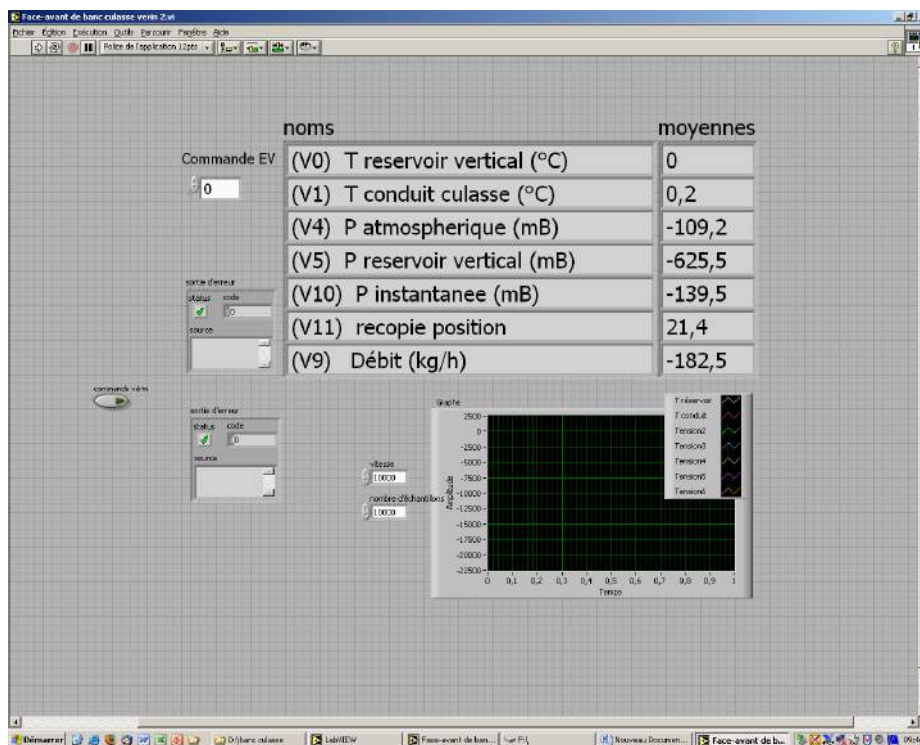 Face-avant de banc culasse verin 2.vi
Fichier Edition Exécution Outils Parcourir Fenêtre Aide
Police de l'application 12pts
noms
moyennes
Commande EV
0
(V0) T reservoir vertical (°C)
0
(V1) T conduit culasse (°C)
0,2
(V4) P atmospherique (mB)
-109,2
(V5) P reservoir vertical (mB)
-625,5
(V10) P instantanee (mB)
-139,5
(V11) recopie position
21,4
(V9) Débit (kg/h)
-182,5
sortie d'erreur
status code
0
source
commande vérin
sortie d'erreur
status code
0
source
vitesse
10000
nombre d'échantillons
10000
Graphe
T réservoir
T conduit
Tension2
Tension3
Tension4
Tension5
Tension6
Amplitude
2500
0
-2500
-5000
-7500
-10000
-12500
-15000
-17500
-20000
-22500
0 0,1 0,2 0,3 0,4 0,5 0,6 0,7 0,8 0,9 1
Temps
Démarrer
D:\banc culasse
LabVIEW
Face-avant de ban...
F:\
Nouveau Documen...
Face-avant de b...